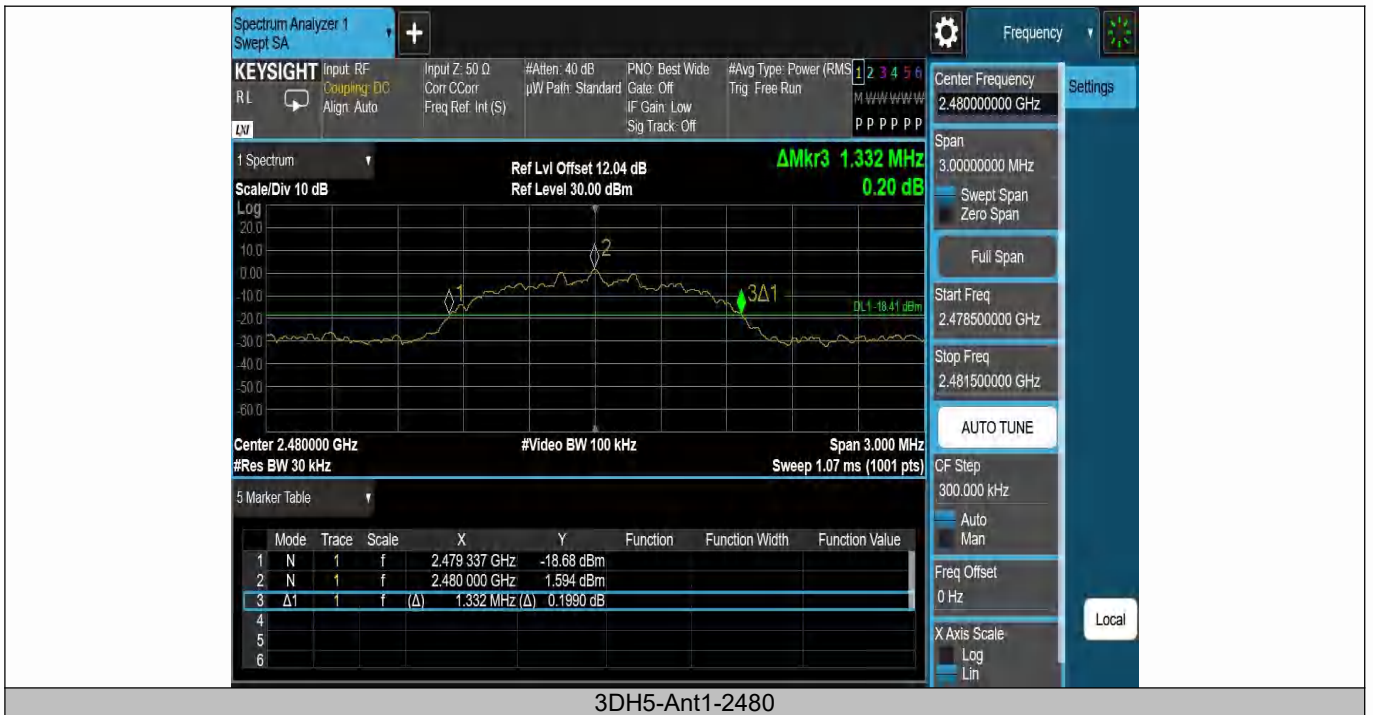 Spectrum Analyzer 1
Swept SA
+
Frequency
KEYSIGHT
RL
LXI
Input: RF
Coupling: DC
Align: Auto
Input Z: 50 Ω
Corr CCorr
Freq Ref: Int (S)
#Atten: 40 dB
µW Path: Standard
PNO: Best Wide
Gate: Off
IF Gain: Low
Sig Track: Off
#Avg Type: Power (RMS
Trig: Free Run
1 2 3 4 5 6
M W W W W W
P P P P P P
1 Spectrum
Scale/Div 10 dB
Ref Lvl Offset 12.04 dB
Ref Level 30.00 dBm
ΔMkr3 1.332 MHz
0.20 dB
Log
20.0
10.0
0.00
-10.0
-20.0
-30.0
-40.0
-50.0
-60.0
1
2
3Δ1
DL1 -18.41 dBm
Center 2.480000 GHz
#Video BW 100 kHz
Span 3.000 MHz
#Res BW 30 kHz
Sweep 1.07 ms (1001 pts)
5 Marker Table
Mode Trace Scale X Y Function Function Width Function Value
1 N 1 f 2.479 337 GHz -18.68 dBm
2 N 1 f 2.480 000 GHz 1.594 dBm
3 Δ1 1 f (Δ) 1.332 MHz (Δ) 0.1990 dB
4
5
6
Center Frequency
2.480000000 GHz
Settings
Span
3.00000000 MHz
Swept Span
Zero Span
Full Span
Start Freq
2.478500000 GHz
Stop Freq
2.481500000 GHz
AUTO TUNE
CF Step
300.000 kHz
Auto
Man
Freq Offset
0 Hz
X Axis Scale
Log
Lin
Local
3DH5-Ant1-2480